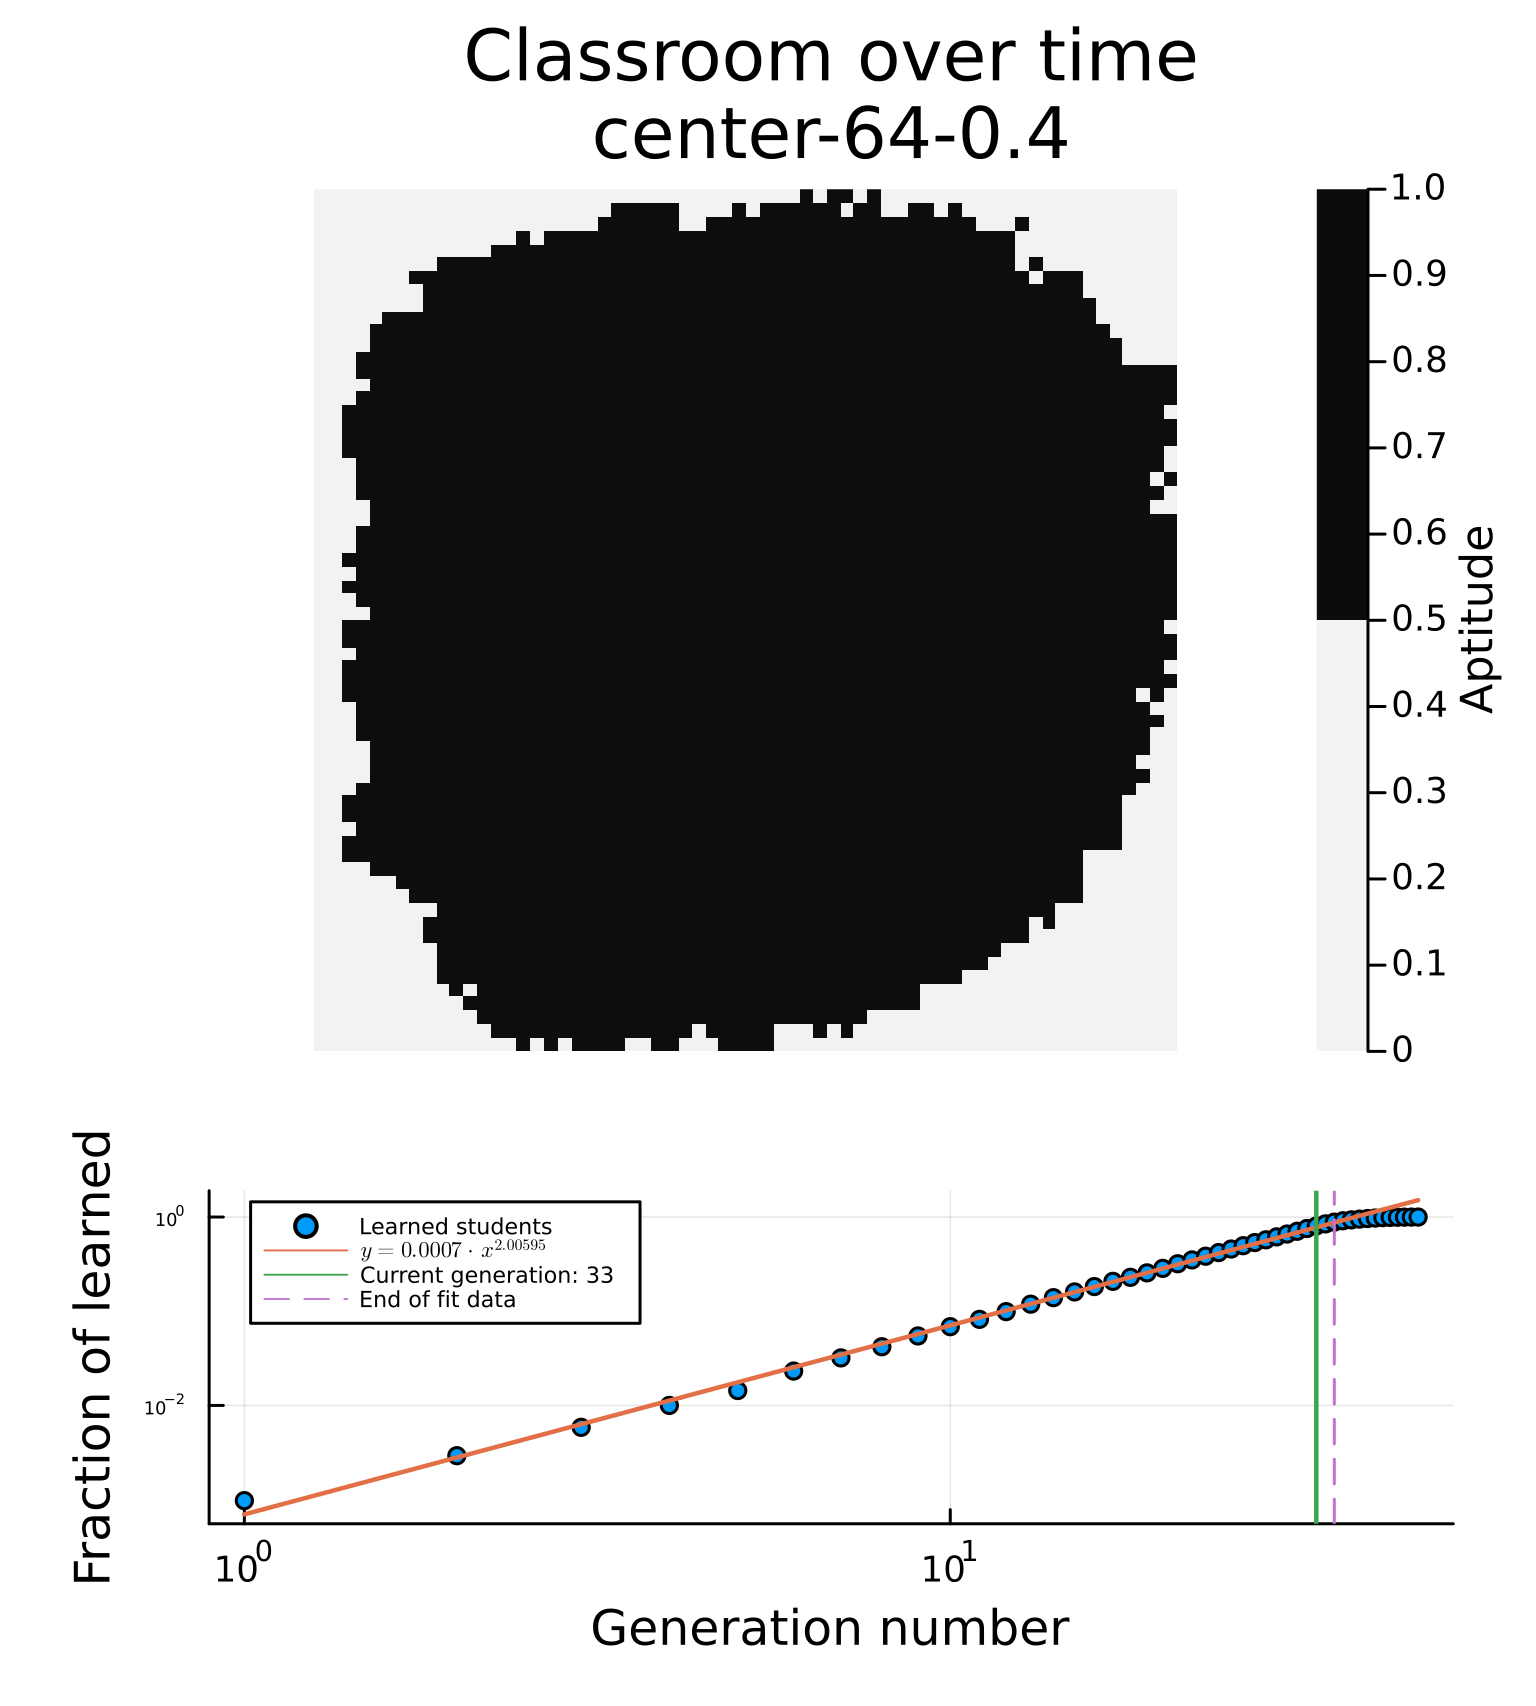 Classroom over time
center-64-0.4
1.0
0.9
0.8
0.7
0.6
0.5
0.4
0.3
0.2
0.1
0
Aptitude
Fraction of learned
10⁰
10⁻²
Learned students
y = 0.0007 · x^2.00595
Current generation: 33
End of fit data
10⁰
10¹
Generation number